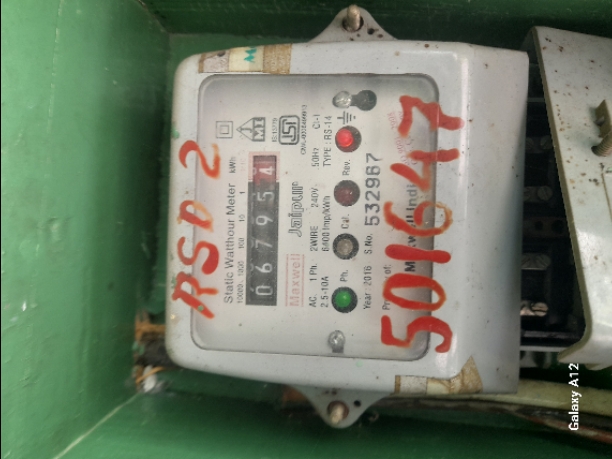 RSD 2
Static Watthour Meter
10000 1000 100 10 1 kWh
067954
Maxwell Jaipur
AC. 1 Ph. 2WIRE 240V 50Hz Cl-1
2.5-10A 6400 Imp/kWh TYPE: RS-14
Ph. Cal. Rev.
Year 2016 S.No. 532987
501647
Galaxy A12